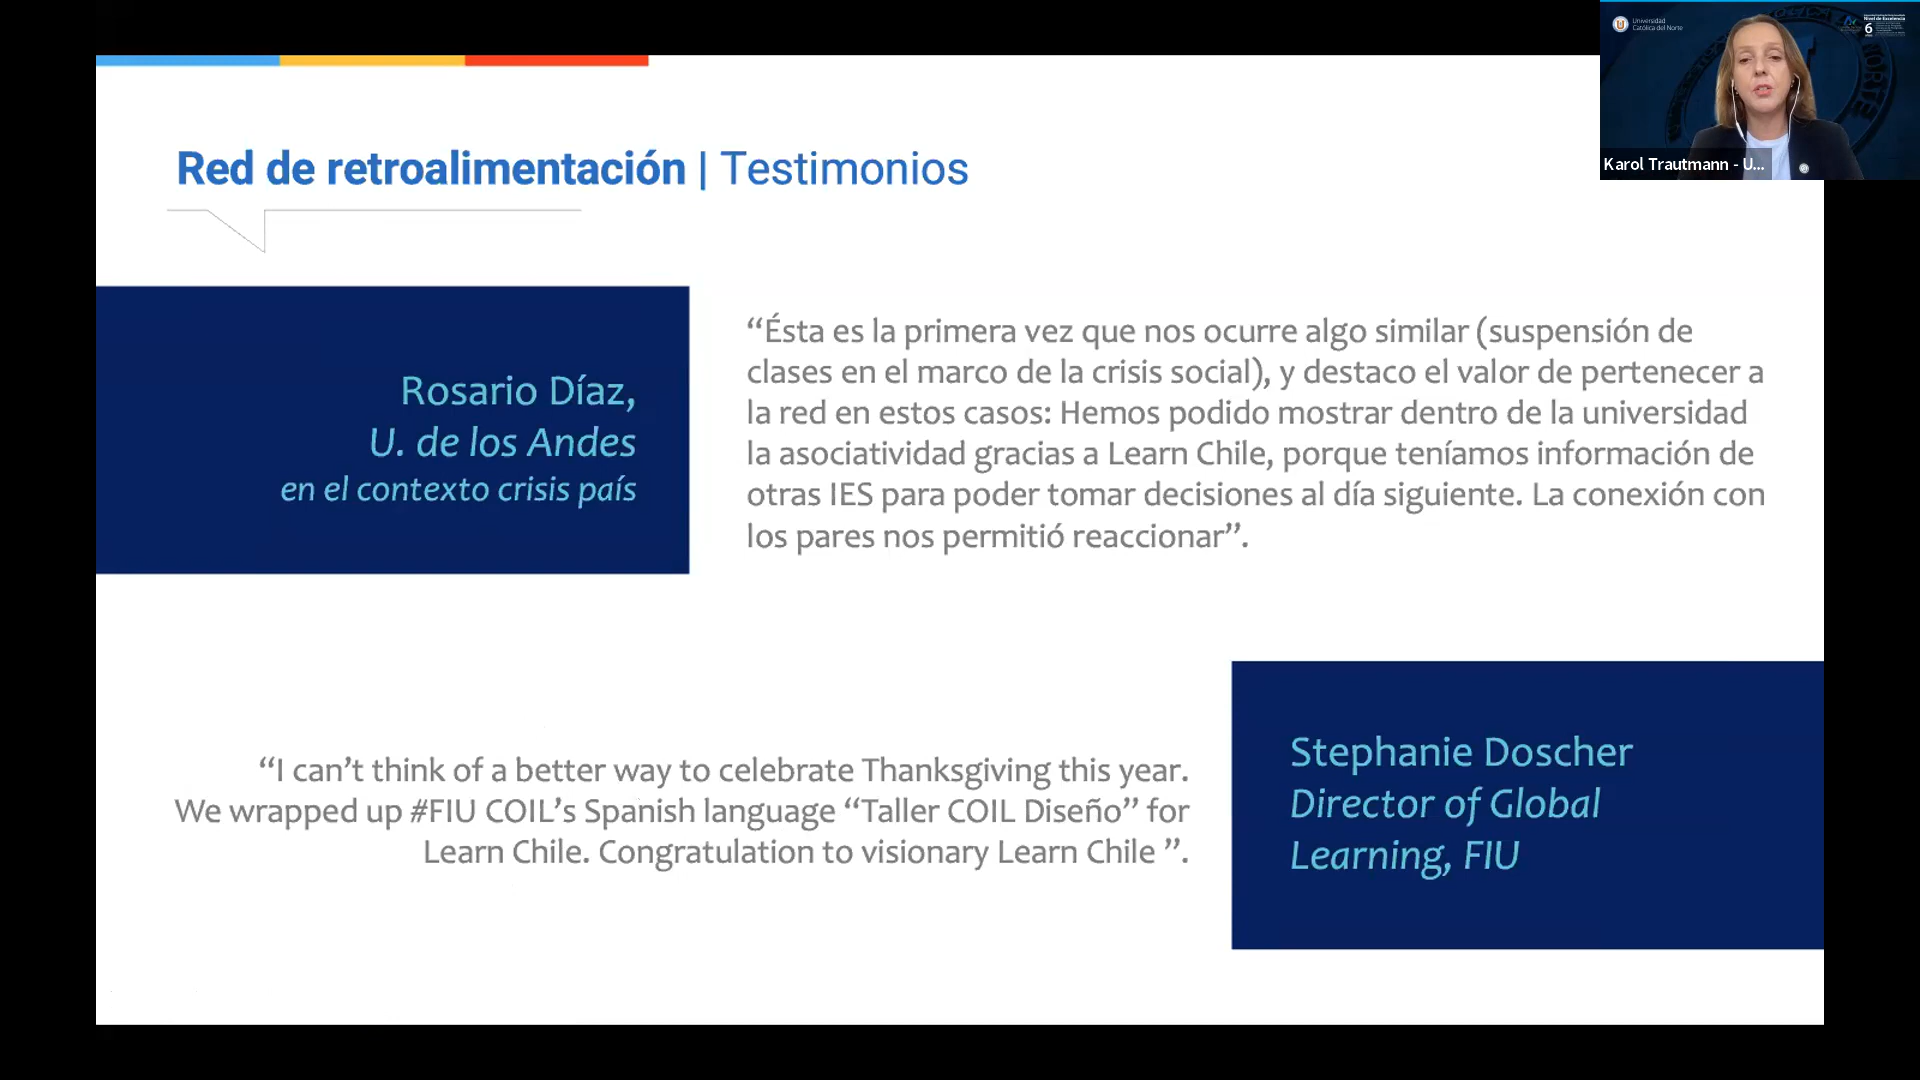 Universidad
Católica del Norte
Nivel de Excelencia
6
NORTE
Karol Trautmann - U...
Red de retroalimentación | Testimonios
Rosario Díaz,
U. de los Andes
en el contexto crisis país
“Ésta es la primera vez que nos ocurre algo similar (suspensión de
clases en el marco de la crisis social), y destaco el valor de pertenecer a
la red en estos casos: Hemos podido mostrar dentro de la universidad
la asociatividad gracias a Learn Chile, porque teníamos información de
otras IES para poder tomar decisiones al día siguiente. La conexión con
los pares nos permitió reaccionar”.
“I can’t think of a better way to celebrate Thanksgiving this year.
We wrapped up #FIU COIL’s Spanish language “Taller COIL Diseño” for
Learn Chile. Congratulation to visionary Learn Chile ”.
Stephanie Doscher
Director of Global
Learning, FIU